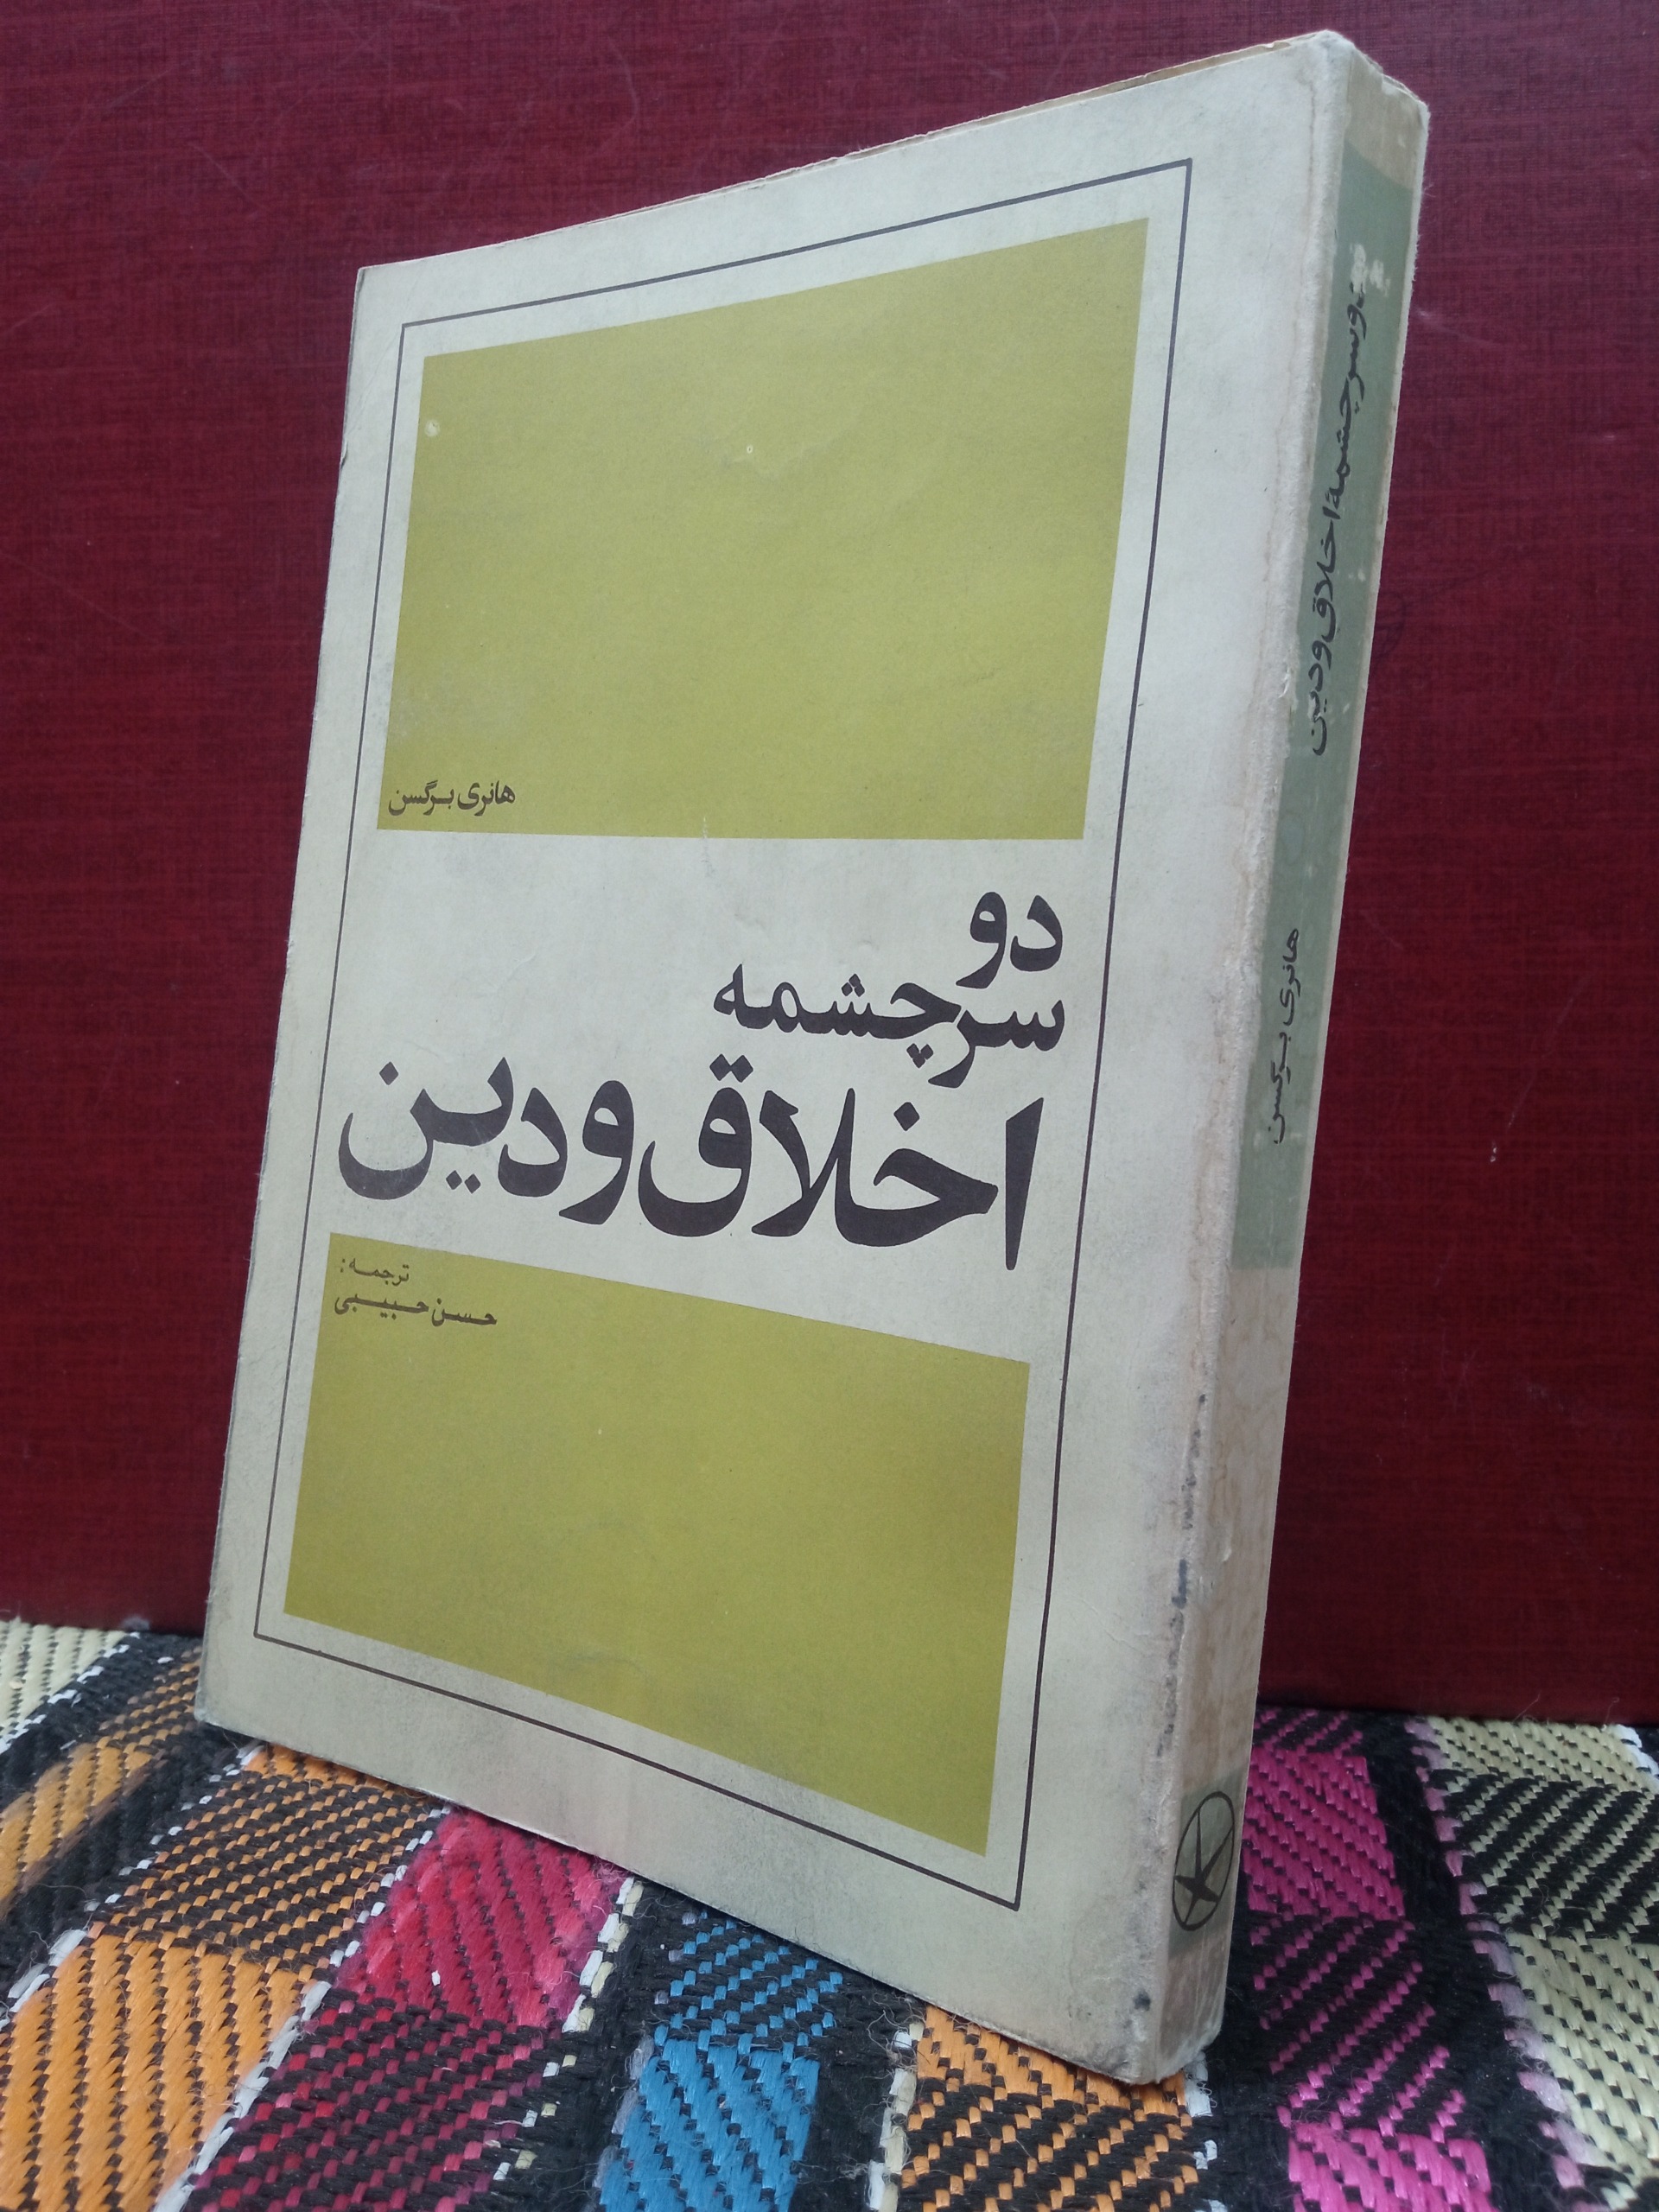 هانری برگسن
دو
سرچشمه
اخلاق و دین
ترجمه:
حسن حبیبی
دو سرچشمه اخلاق و دین
هانری برگسن